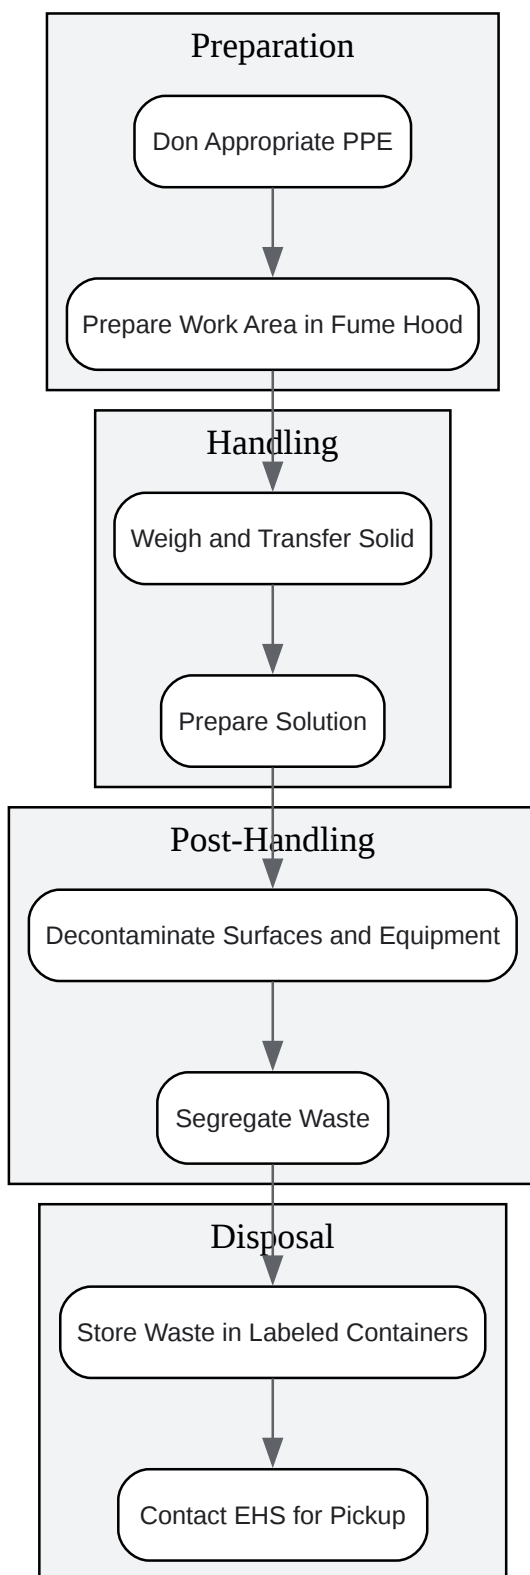 Preparation
Don Appropriate PPE
Prepare Work Area in Fume Hood
Handling
Weigh and Transfer Solid
Prepare Solution
Post-Handling
Decontaminate Surfaces and Equipment
Segregate Waste
Disposal
Store Waste in Labeled Containers
Contact EHS for Pickup